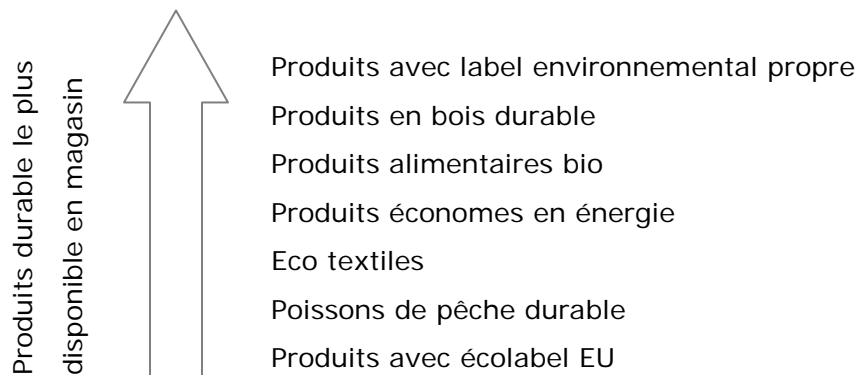 Produits durable le plus
disponible en magasin
Produits avec label environnemental propre
Produits en bois durable
Produits alimentaires bio
Produits économes en énergie
Eco textiles
Poissons de pêche durable
Produits avec écolabel EU